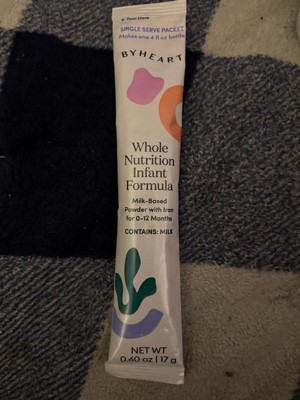 SINGLE SERVE PACKET
Makes one 4 fl oz bottle
BYHEART
Whole
Nutrition
Infant
Formula
Milk-Based
Powder with Iron
for 0-12 Months
CONTAINS: MILK
NET WT
0.60 oz | 17 g